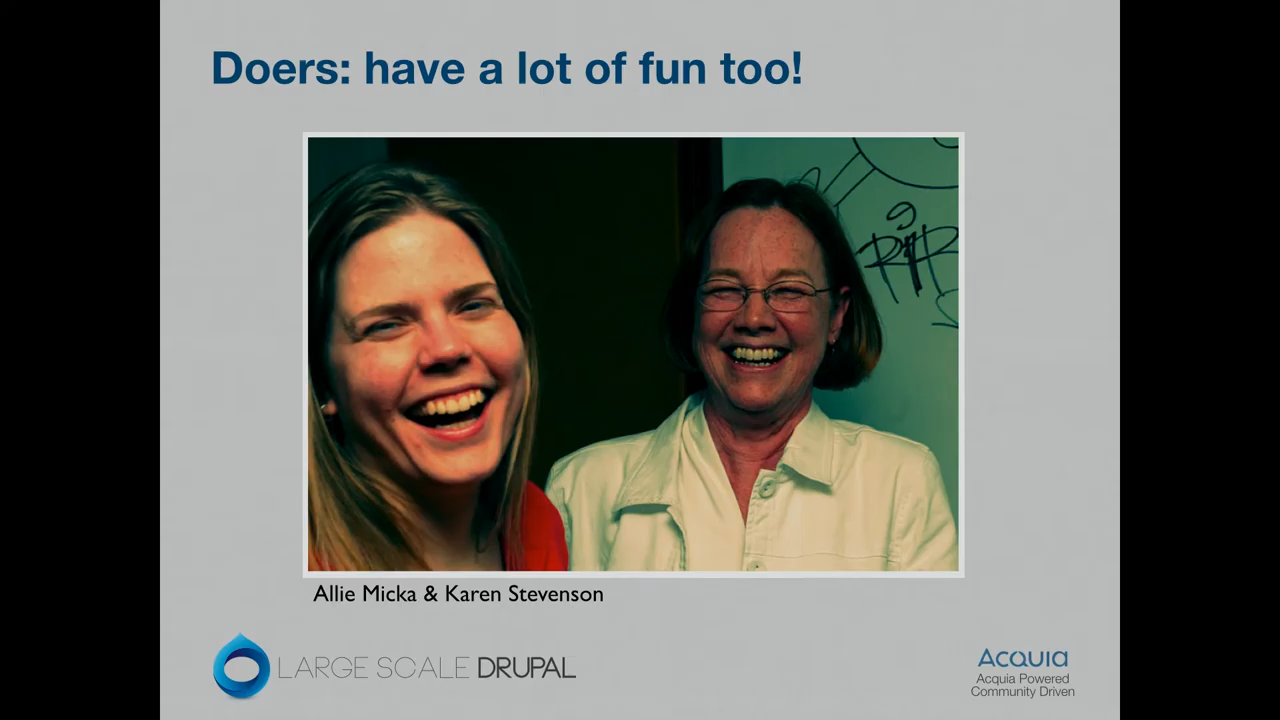 Doers: have a lot of fun too!
Allie Micka & Karen Stevenson
LARGE SCALE DRUPAL
Acquia
Acquia Powered
Community Driven